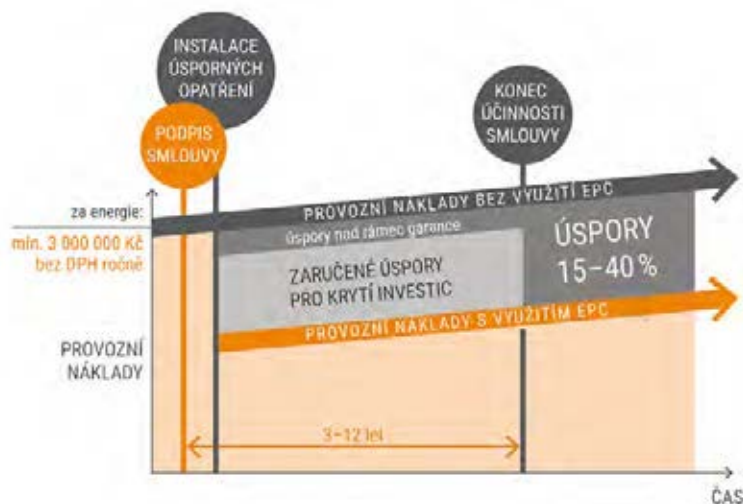 INSTALACE
ÚSPORNÝCH
OPATŘENÍ
PODPIS
SMLOUVY
KONEC
ÚČINNOSTI
SMLOUVY
za energie:
min. 3 000 000 Kč
bez DPH ročně
PROVOZNÍ NÁKLADY BEZ VYUŽITÍ EPC
úspory nad rámec garance
ZARUČENÉ ÚSPORY
PRO KRYTÍ INVESTIC
ÚSPORY
15–40 %
PROVOZNÍ NÁKLADY S VYUŽITÍM EPC
PROVOZNÍ
NÁKLADY
3–12 let
ČAS